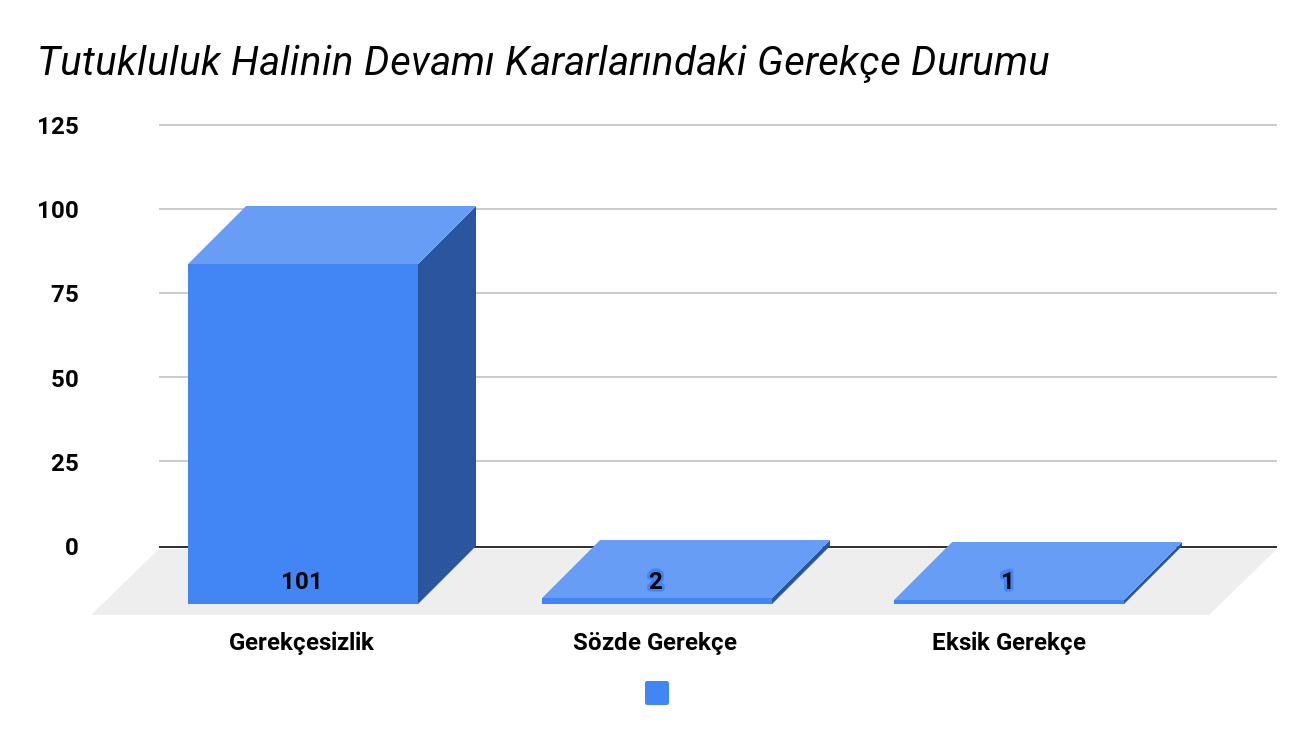 Tutukluluk Halinin Devamı Kararlarındaki Gerekçe Durumu
125
100
75
50
25
0
101
2
1
Gerekçesizlik
Sözde Gerekçe
Eksik Gerekçe